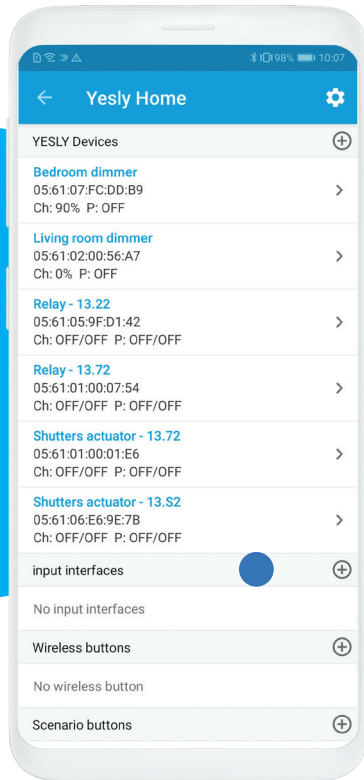 98% 10:07
Yesly Home
YESLY Devices
Bedroom dimmer
05:61:07:FC:DD:B9
Ch: 90% P: OFF
Living room dimmer
05:61:02:00:56:A7
Ch: 0% P: OFF
Relay - 13.22
05:61:05:9F:D1:42
Ch: OFF/OFF P: OFF/OFF
Relay - 13.72
05:61:01:00:07:54
Ch: OFF/OFF P: OFF/OFF
Shutters actuator - 13.72
05:61:01:00:01:E6
Ch: OFF/OFF P: OFF/OFF
Shutters actuator - 13.S2
05:61:06:E6:9E:7B
Ch: OFF/OFF P: OFF/OFF
input interfaces
No input interfaces
Wireless buttons
No wireless button
Scenario buttons